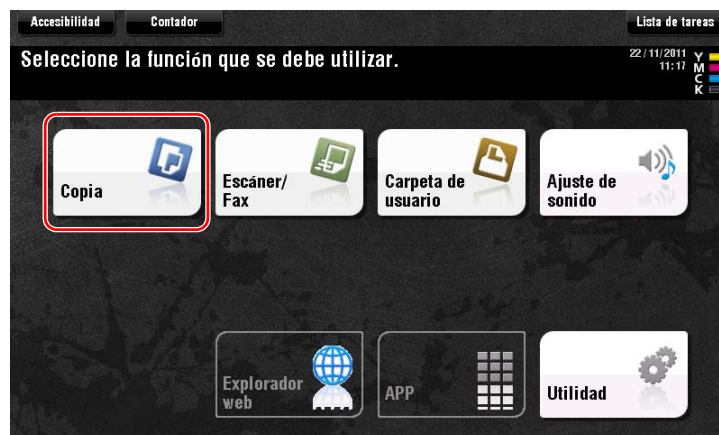 Accesibilidad Contador Lista de tareas
Seleccione la función que se debe utilizar.
22/11/2011
11:17
Y
M
C
K
Copia
Escáner/
Fax
Carpeta de
usuario
Ajuste de
sonido
Explorador
web
APP
Utilidad